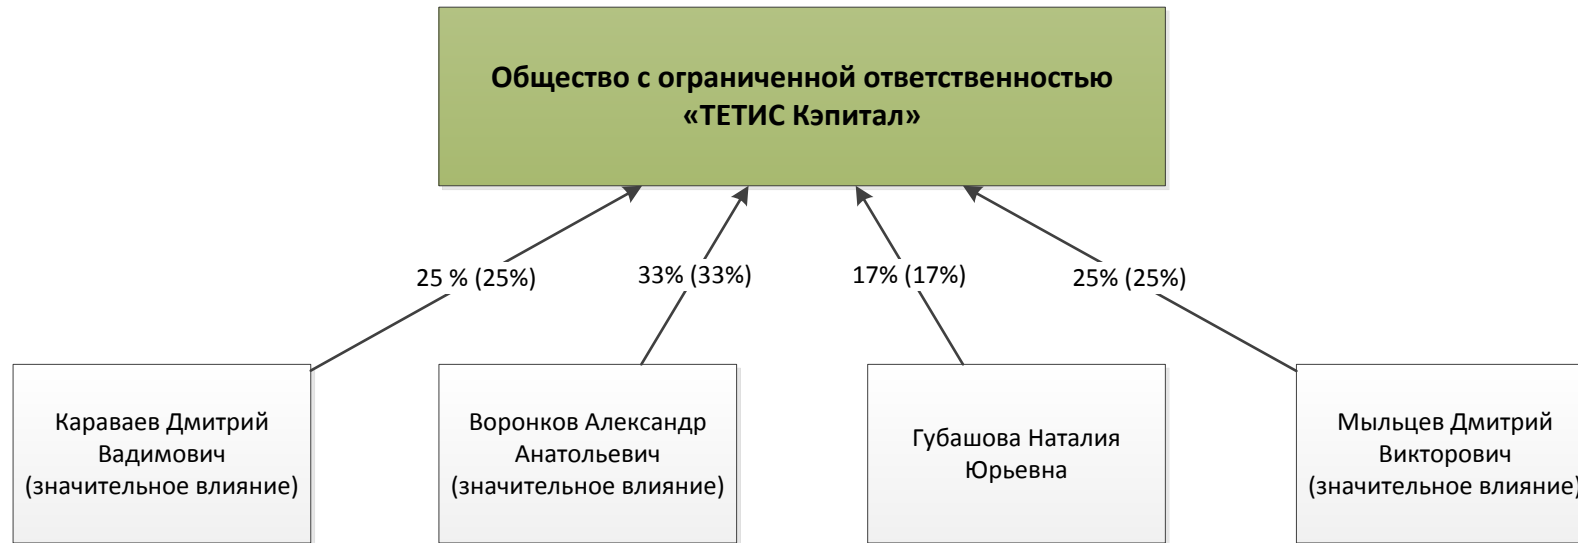 Общество с ограниченной ответственностью
«ТЕТИС Кэпитал»
25 % (25%)
33% (33%)
17% (17%)
25% (25%)
Караваев Дмитрий
Вадимович
(значительное влияние)
Воронков Александр
Анатольевич
(значительное влияние)
Губашова Наталия
Юрьевна
Мыльцев Дмитрий
Викторович
(значительное влияние)